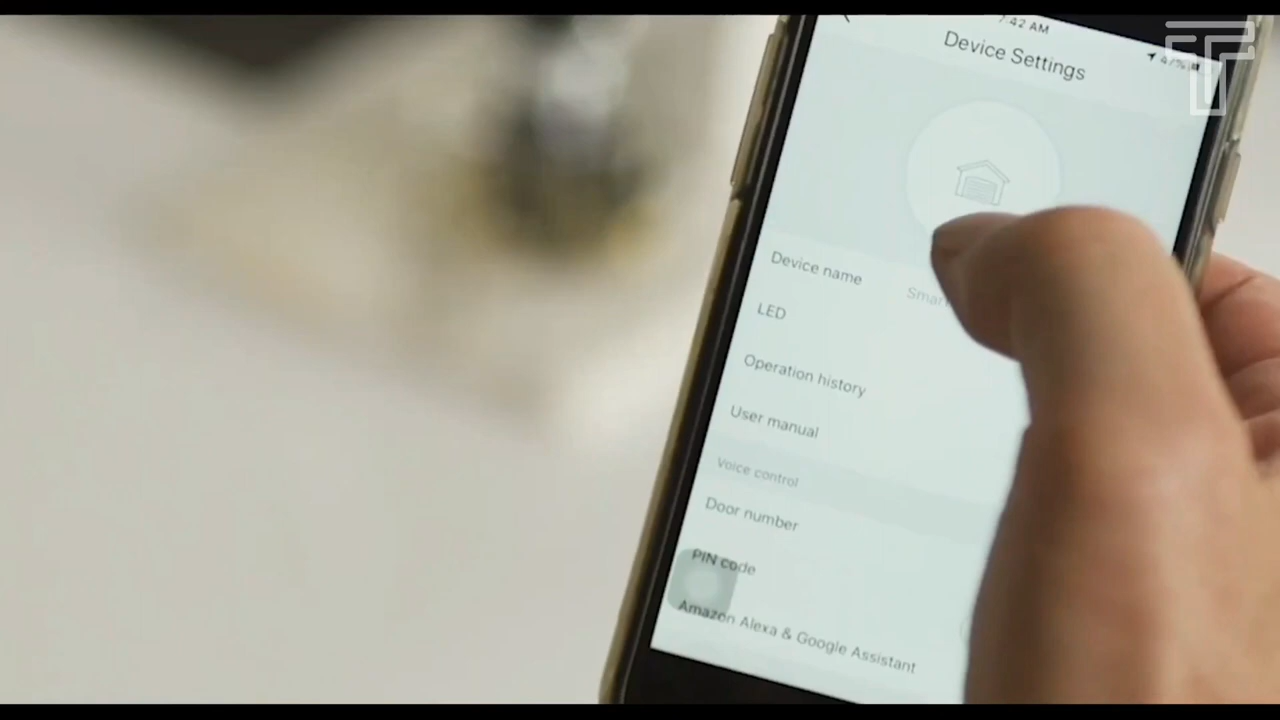 7:42 AM
47%
Device Settings
Device name
LED
Operation history
User manual
Voice control
Door number
PIN code
Amazon Alexa & Google Assistant